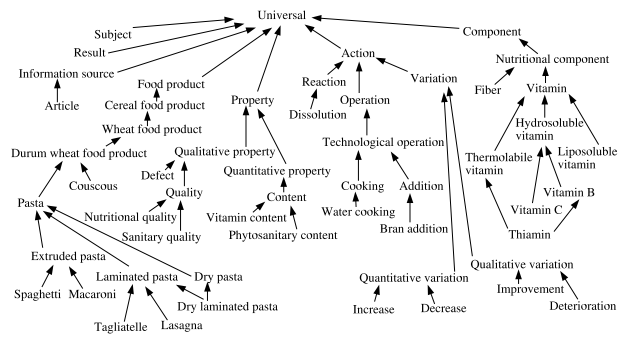 Universal
Subject
Component
Result
Action
Nutritional component
Information source
Food product
Reaction
Variation
Fiber
Vitamin
Article
Cereal food product
Property
Operation
Dissolution
Wheat food product
Hydrosoluble
vitamin
Durum wheat food product
Qualitative property
Technological operation
Thermolabile
vitamin
Liposoluble
vitamin
Defect
Quantitative property
Couscous
Quality
Content
Cooking
Addition
Vitamin B
Pasta
Nutritional quality
Vitamin content
Water cooking
Vitamin C
Sanitary quality
Phytosanitary content
Bran addition
Thiamin
Extruded pasta
Laminated pasta
Dry pasta
Quantitative variation
Qualitative variation
Spaghetti
Macaroni
Dry laminated pasta
Increase
Decrease
Improvement
Deterioration
Tagliatelle
Lasagna